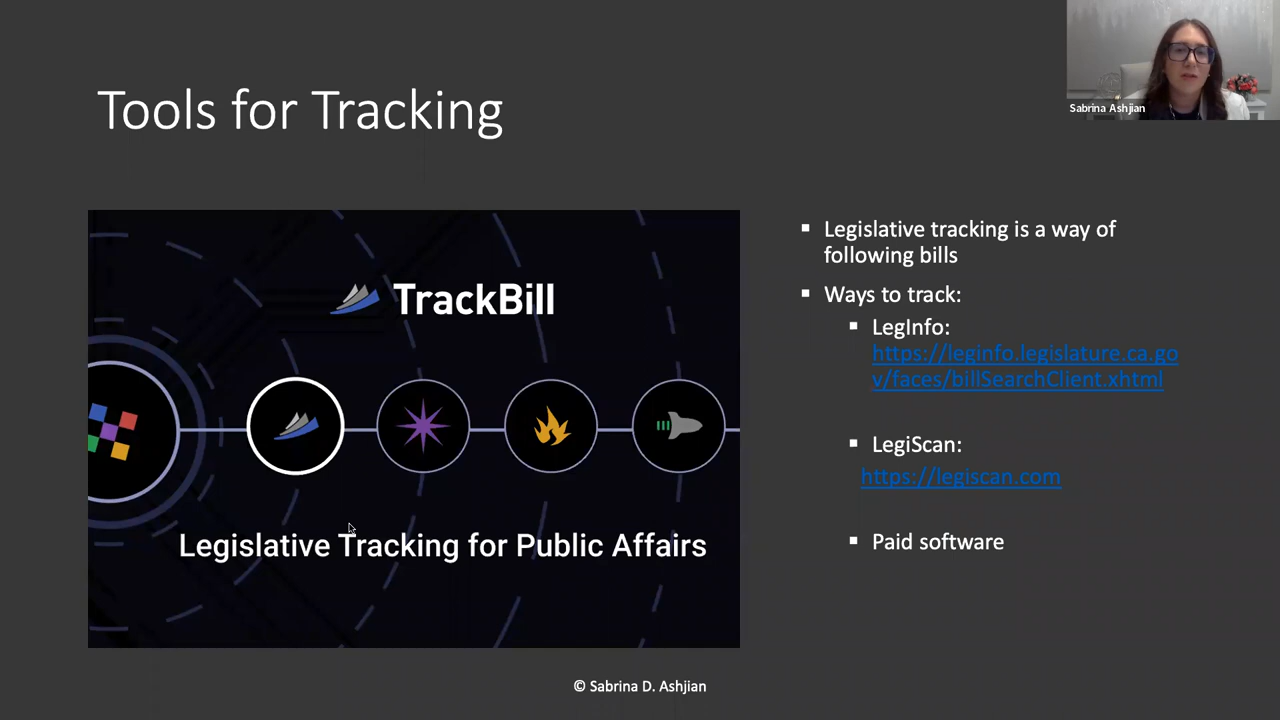 Sabrina Ashjian
Tools for Tracking
TrackBill
Legislative Tracking for Public Affairs
▪ Legislative tracking is a way of
following bills
▪ Ways to track:
▪ LegInfo:
https://leginfo.legislature.ca.go
v/faces/billSearchClient.xhtml
▪ LegiScan:
https://legiscan.com
▪ Paid software
© Sabrina D. Ashjian